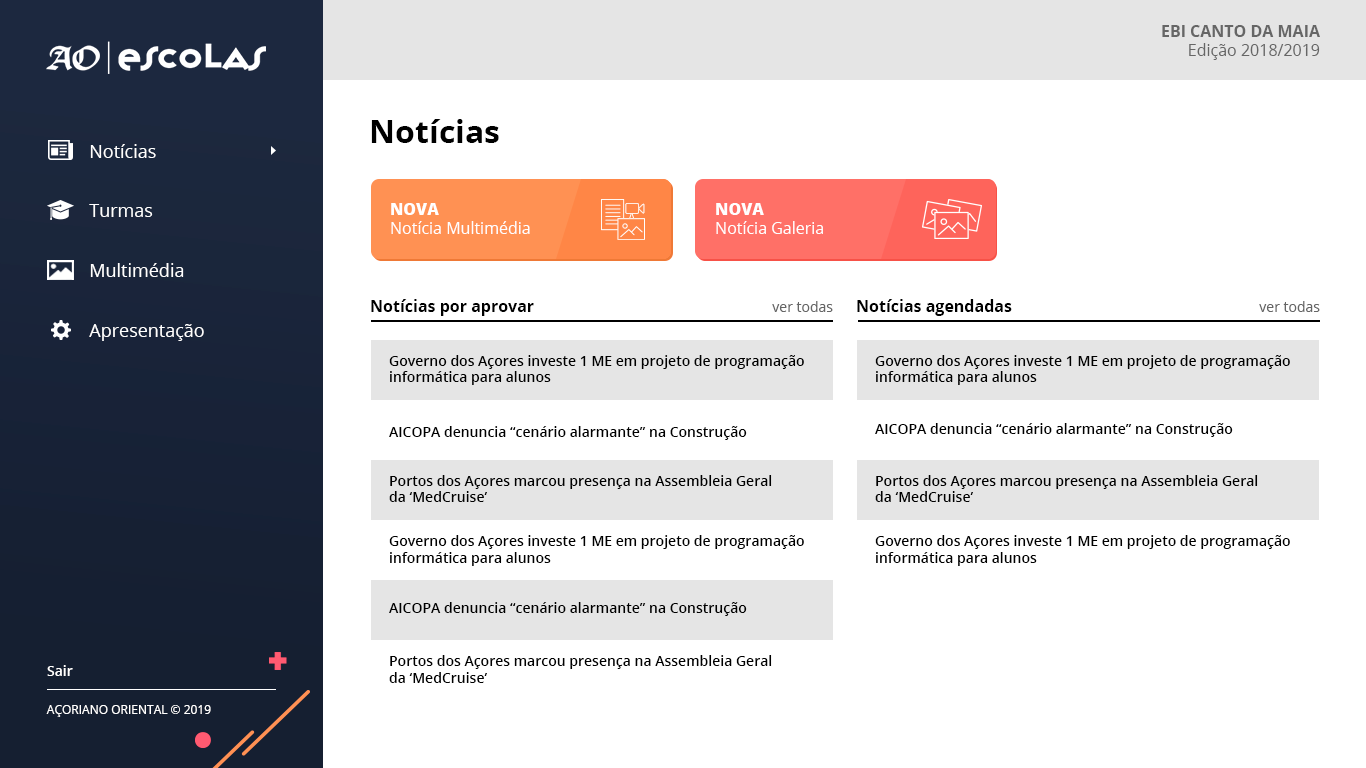 AO | escolas
Notícias
Turmas
Multimédia
Apresentação
Sair
AÇORIANO ORIENTAL © 2019
EBI CANTO DA MAIA
Edição 2018/2019
Notícias
NOVA
Notícia Multimédia
NOVA
Notícia Galeria
Notícias por aprovar
ver todas
Governo dos Açores investe 1 ME em projeto de programação
informática para alunos
AICOPA denuncia “cenário alarmante” na Construção
Portos dos Açores marcou presença na Assembleia Geral
da ‘MedCruise’
Governo dos Açores investe 1 ME em projeto de programação
informática para alunos
AICOPA denuncia “cenário alarmante” na Construção
Portos dos Açores marcou presença na Assembleia Geral
da ‘MedCruise’
Notícias agendadas
ver todas
Governo dos Açores investe 1 ME em projeto de programação
informática para alunos
AICOPA denuncia “cenário alarmante” na Construção
Portos dos Açores marcou presença na Assembleia Geral
da ‘MedCruise’
Governo dos Açores investe 1 ME em projeto de programação
informática para alunos